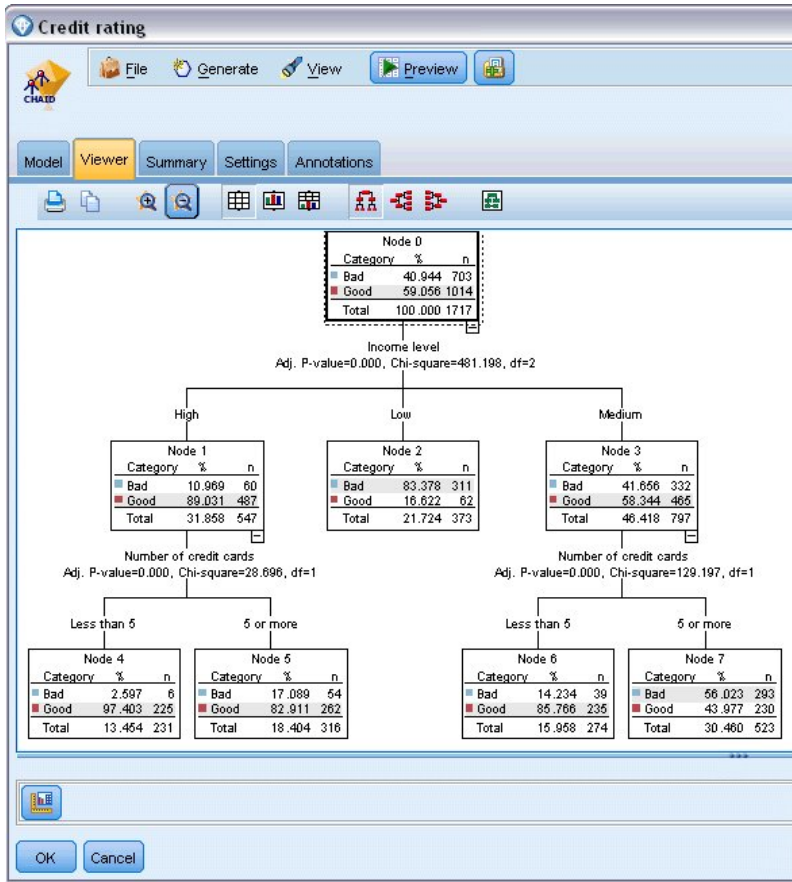 Credit rating
CHAID
File Generate View Preview
Model Viewer Summary Settings Annotations
Node 0
Category % n
Bad 40.944 703
Good 59.056 1014
Total 100.000 1717
Income level
Adj. P-value=0.000, Chi-square=481.198, df=2
High Low Medium
Node 1
Category % n
Bad 10.969 60
Good 89.031 487
Total 31.858 547
Node 2
Category % n
Bad 83.378 311
Good 16.622 62
Total 21.724 373
Node 3
Category % n
Bad 41.656 332
Good 58.344 465
Total 46.418 797
Number of credit cards
Adj. P-value=0.000, Chi-square=28.696, df=1
Number of credit cards
Adj. P-value=0.000, Chi-square=129.197, df=1
Less than 5 5 or more
Less than 5 5 or more
Node 4
Category % n
Bad 2.597 6
Good 97.403 225
Total 13.454 231
Node 5
Category % n
Bad 17.089 54
Good 82.911 262
Total 18.404 316
Node 6
Category % n
Bad 14.234 39
Good 85.766 235
Total 15.958 274
Node 7
Category % n
Bad 56.023 293
Good 43.977 230
Total 30.460 523
OK Cancel